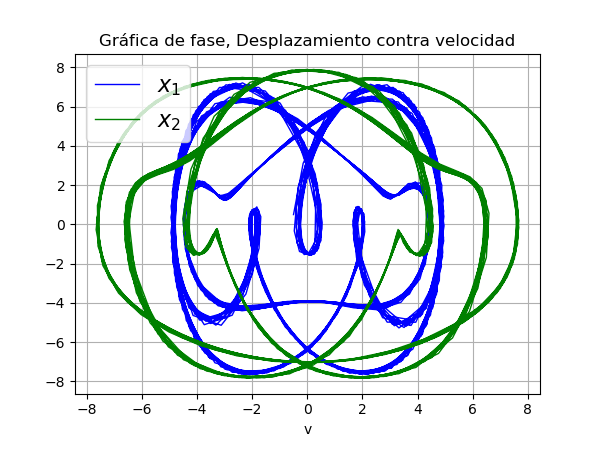 Gráfica de fase, Desplazamiento contra velocidad
x₁
x₂
8
6
4
2
0
−2
−4
−6
−8
−8 −6 −4 −2 0 2 4 6 8
v